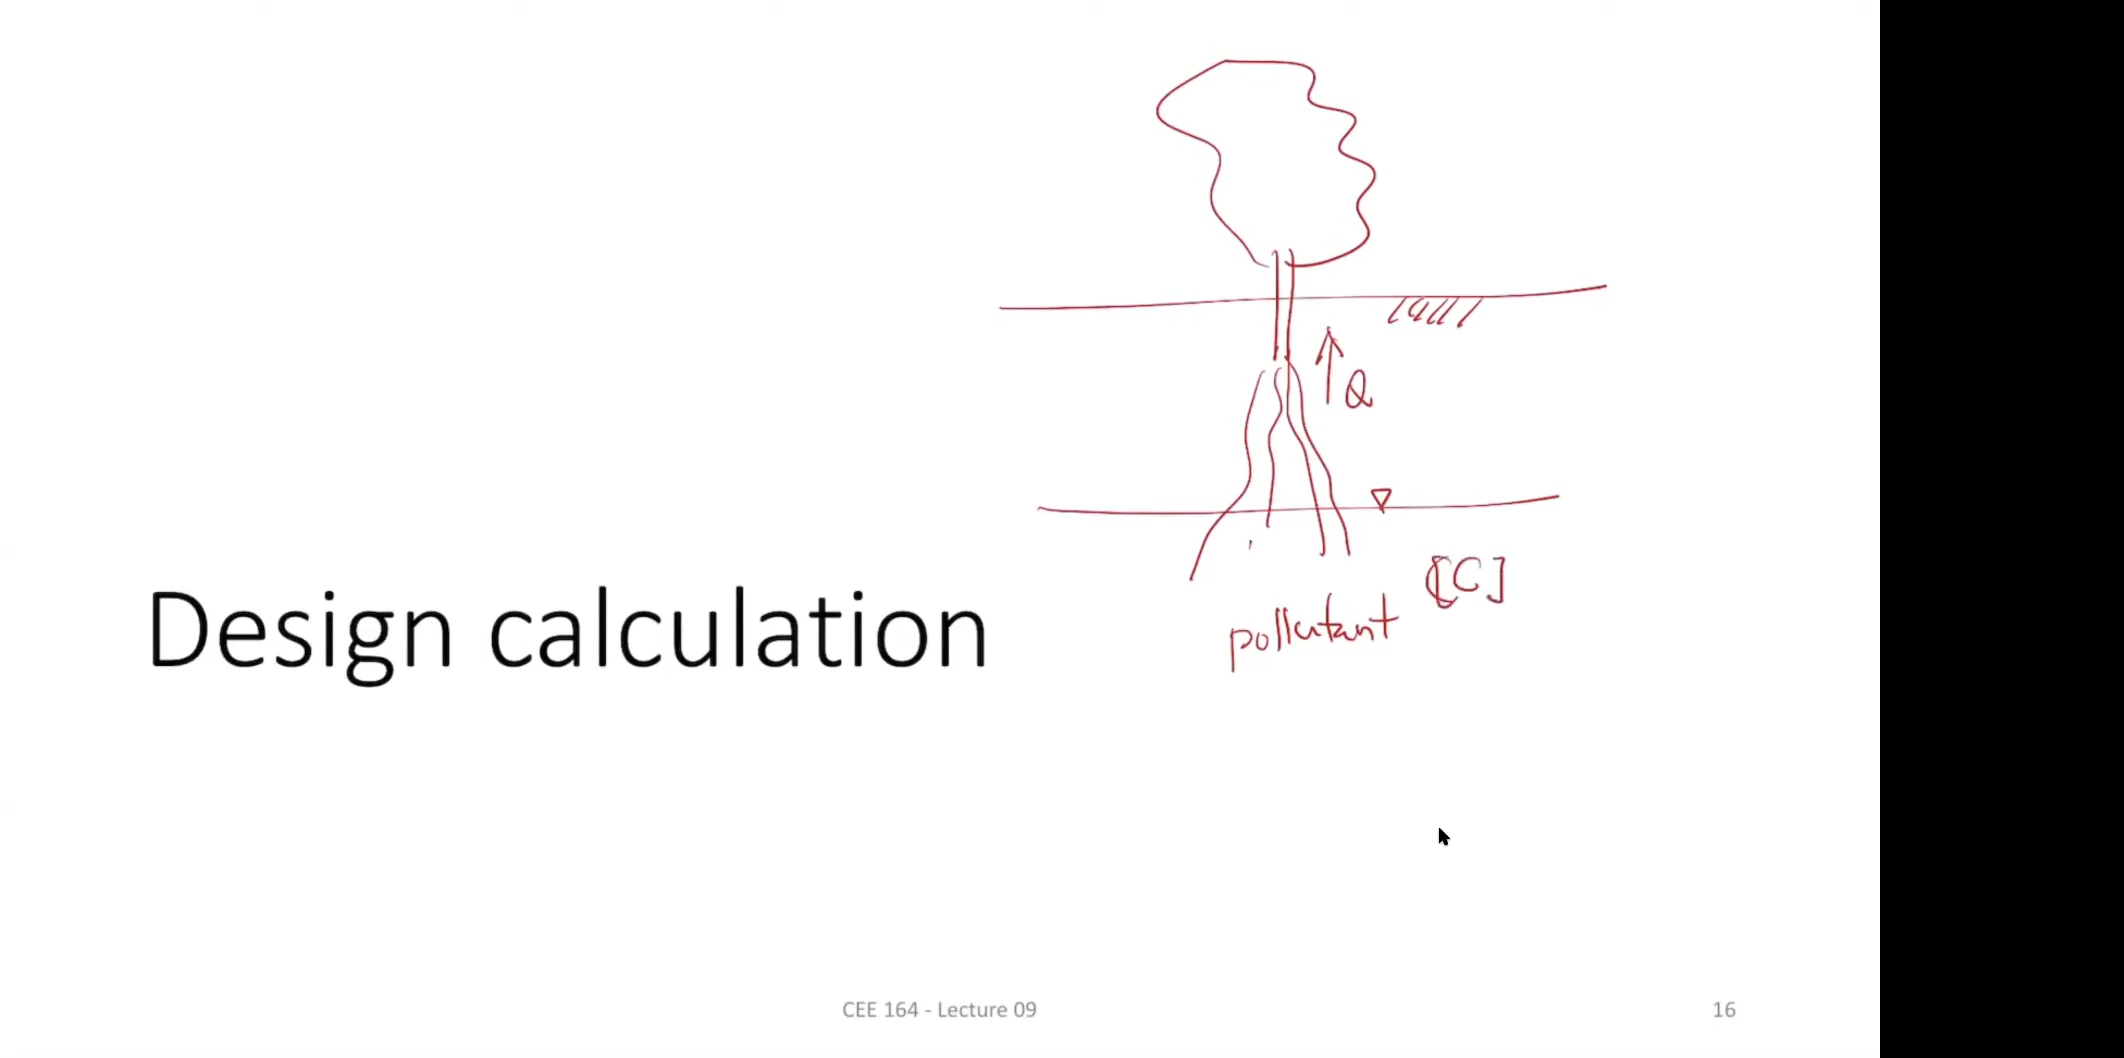 Q
[C]
pollutant
Design calculation
CEE 164 - Lecture 09
16